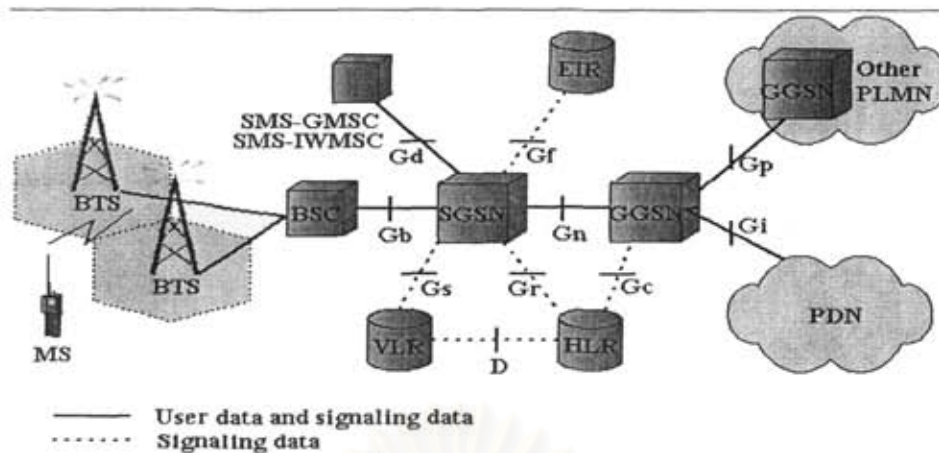 EIR
Other
PLMN
GGSN
SMS-GMSC
SMS-IWMSC
Gd
Gf
Gp
BTS
BSC
SGSN
GGSN
Gb
Gn
Gi
BTS
Gs
Gr
Gc
PDN
MS
VLR
HLR
D
User data and signaling data
Signaling data